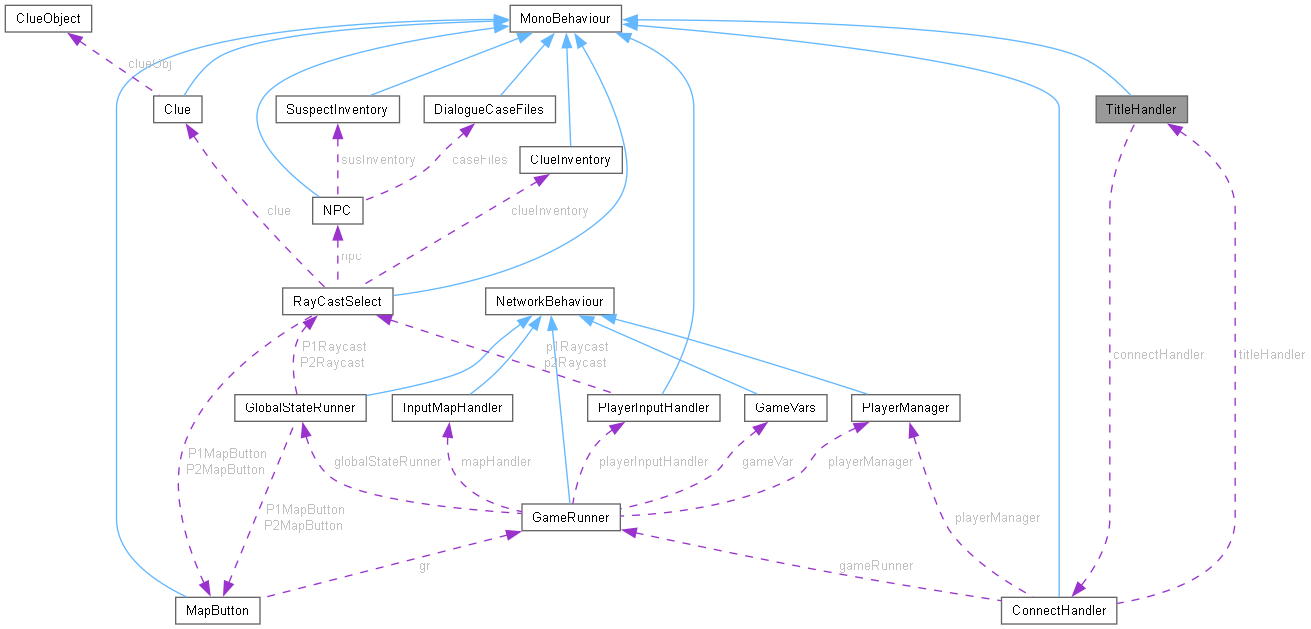 ClueObject
MonoBehaviour
clueObj
Clue
SuspectInventory
DialogueCaseFiles
TitleHandler
susInventory
caseFiles
ClueInventory
NPC
clue
clueInventory
npc
RayCastSelect
NetworkBehaviour
P1Raycast
P2Raycast
p1Raycast
p2Raycast
connectHandler
titleHandler
GlobalStateRunner
InputMapHandler
PlayerInputHandler
GameVars
PlayerManager
P1MapButton
P2MapButton
globalStateRunner
mapHandler
playerInputHandler
gameVar
playerManager
P1MapButton
P2MapButton
GameRunner
playerManager
gr
gameRunner
MapButton
ConnectHandler